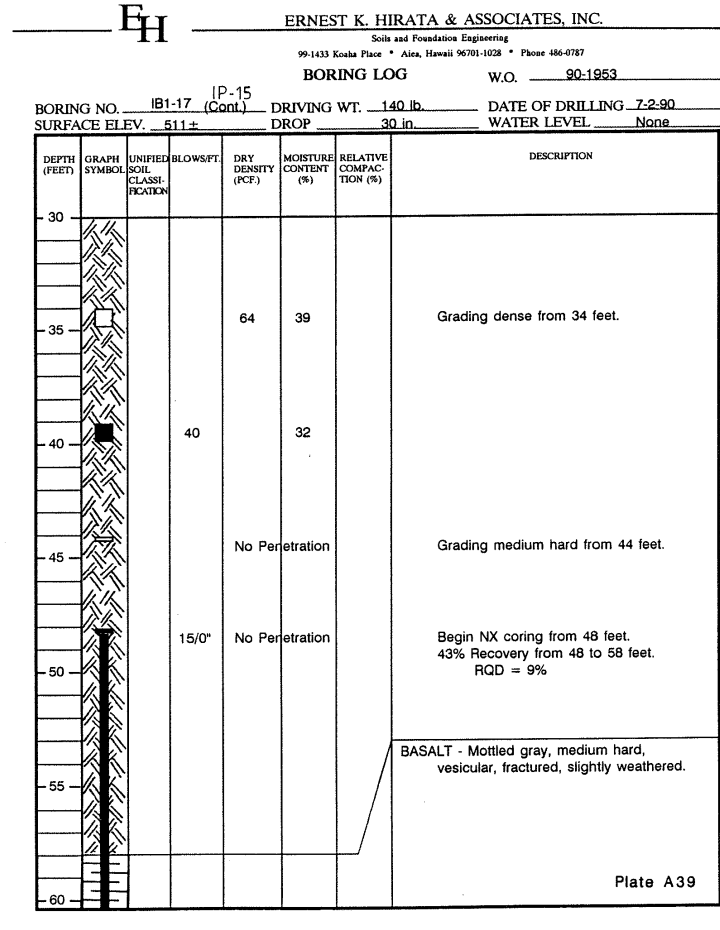 EH
ERNEST K. HIRATA & ASSOCIATES, INC.
Soils and Foundation Engineering
99-1433 Koaha Place * Aiea, Hawaii 96701-1028 * Phone 486-0787
BORING LOG
W.O. 90-1953
IP-15
BORING NO. IB1-17 (Cont.) DRIVING WT. 140 lb. DATE OF DRILLING 7-2-90
SURFACE ELEV. 511± DROP 30 in. WATER LEVEL None
DEPTH (FEET) GRAPH SYMBOL UNIFIED SOIL CLASSI-FICATION BLOWS/FT. DRY DENSITY (PCF.) MOISTURE CONTENT (%) RELATIVE COMPAC-TION (%) DESCRIPTION
30
64 39 Grading dense from 34 feet.
35
40 32
40
No Penetration Grading medium hard from 44 feet.
45
15/0" No Penetration Begin NX coring from 48 feet.
43% Recovery from 48 to 58 feet.
50 RQD = 9%
BASALT - Mottled gray, medium hard,
vesicular, fractured, slightly weathered.
55
Plate A39
60